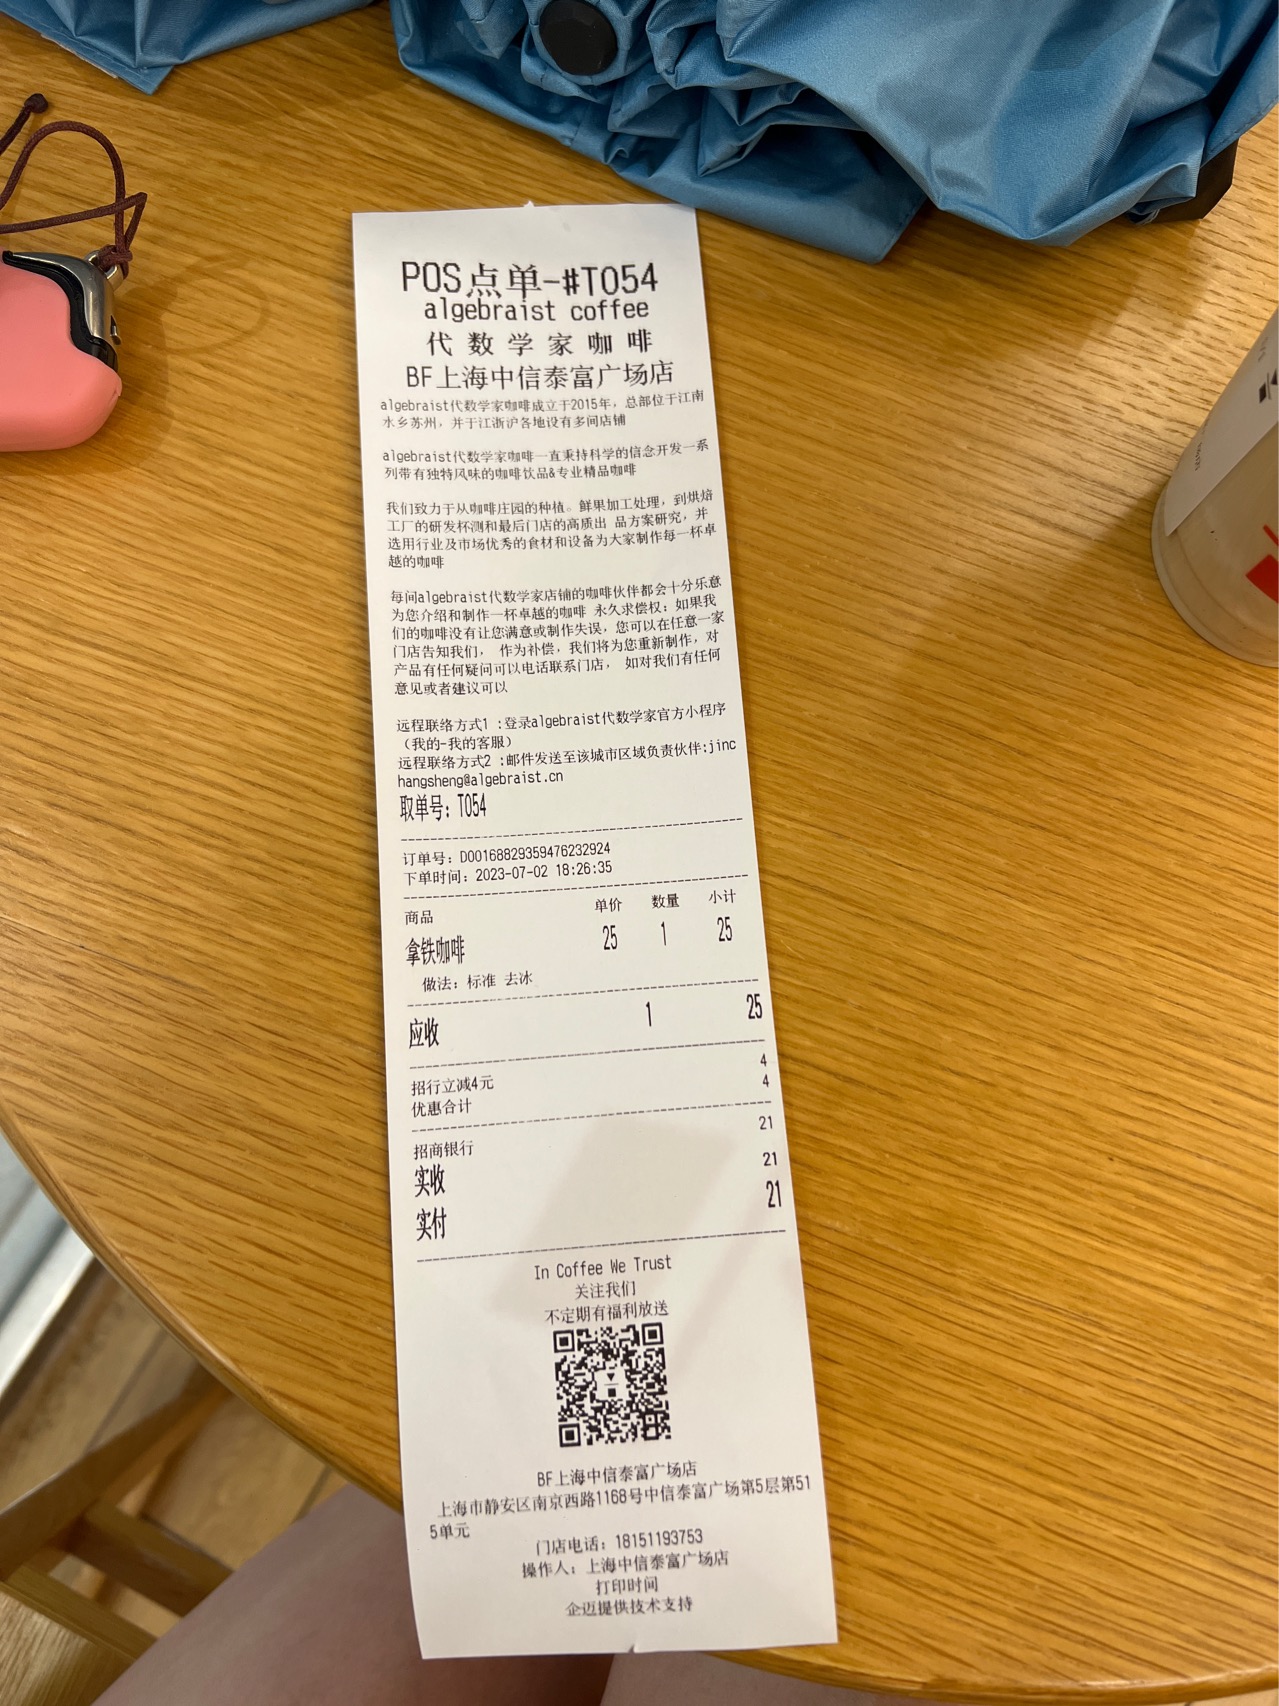 POS点单-#T054
algebraist coffee
代数学家咖啡
BF上海中信泰富广场店
algebraist代数学家咖啡成立于2015年，总部位于江南
水乡苏州，并于江浙沪各地设有多间店铺
algebraist代数学家咖啡一直秉持科学的信念开发一系
列带有独特风味的咖啡饮品&专业精品咖啡
我们致力于从咖啡庄园的种植。鲜果加工处理，到烘焙
工厂的研发杯测和最后门店的高质出 品方案研究，并
选用行业及市场优秀的食材和设备为大家制作每一杯卓
越的咖啡
每间algebraist代数学家店铺的咖啡伙伴都会十分乐意
为您介绍和制作一杯卓越的咖啡 永久求偿权：如果我
们的咖啡没有让您满意或制作失误，您可以在任意一家
门店告知我们， 作为补偿，我们将为您重新制作，对
产品有任何疑问可以电话联系门店， 如对我们有任何
意见或者建议可以
远程联络方式1 :登录algebraist代数学家官方小程序
（我的-我的客服）
远程联络方式2 :邮件发送至该城市区域负责伙伴:jinc
hangsheng@algebraist.cn
取单号：T054
订单号：D00168829359476232924
下单时间：2023-07-02 18:26:35
商品 单价 数量 小计
拿铁咖啡 25 1 25
做法：标准 去冰
应收 1 25
招行立减4元 4
优惠合计 4
招商银行 21
实收 21
实付 21
In Coffee We Trust
关注我们
不定期有福利放送
BF上海中信泰富广场店
上海市静安区南京西路1168号中信泰富广场第5层第51
5单元
门店电话：18151193753
操作人：上海中信泰富广场店
打印时间
企迈提供技术支持